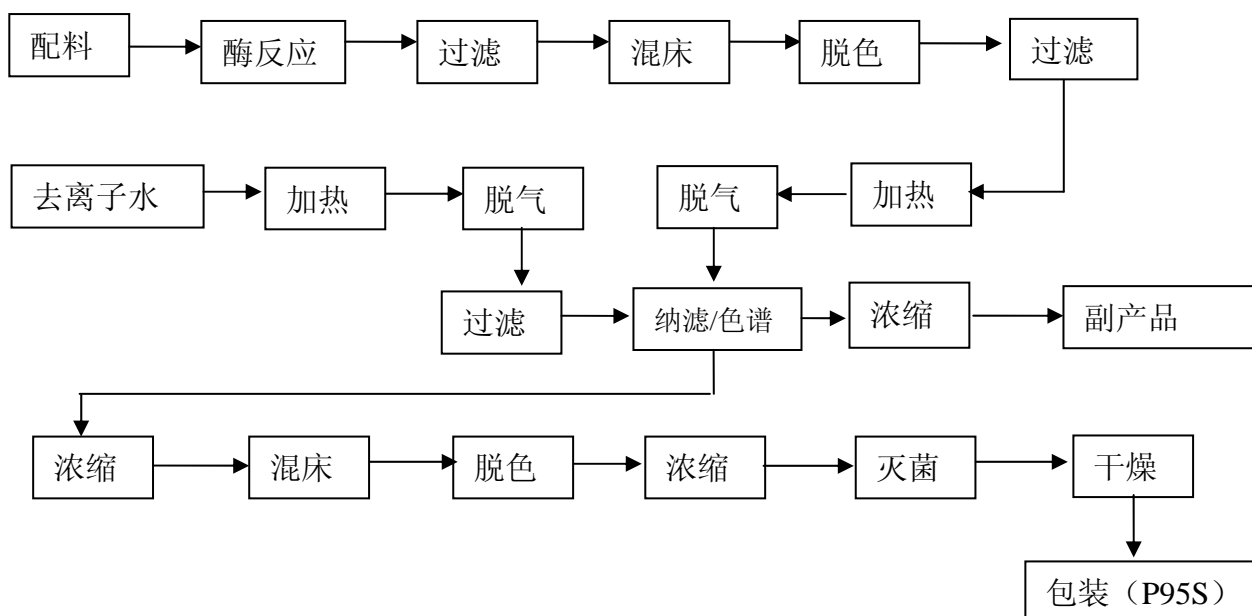 配料
酶反应
过滤
混床
脱色
过滤
去离子水
加热
脱气
脱气
加热
过滤
纳滤/色谱
浓缩
副产品
浓缩
混床
脱色
浓缩
灭菌
干燥
包装（P95S）